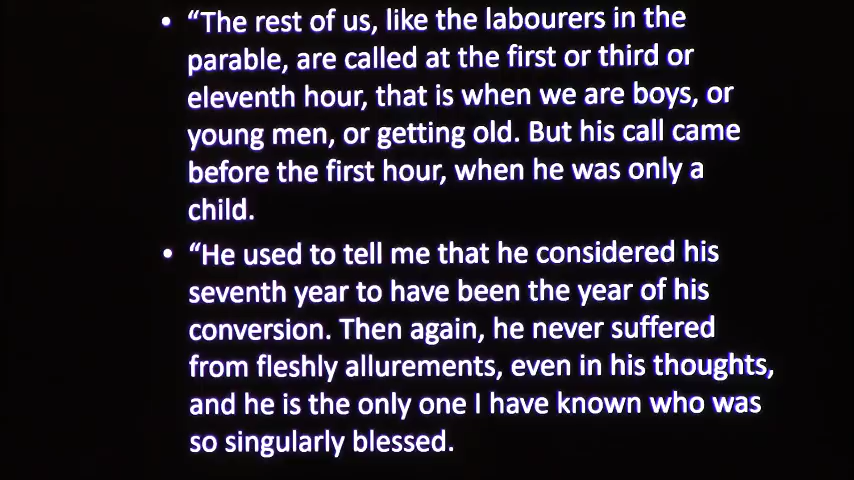 • “The rest of us, like the labourers in the
parable, are called at the first or third or
eleventh hour, that is when we are boys, or
young men, or getting old. But his call came
before the first hour, when he was only a
child.
• “He used to tell me that he considered his
seventh year to have been the year of his
conversion. Then again, he never suffered
from fleshly allurements, even in his thoughts,
and he is the only one I have known who was
so singularly blessed.